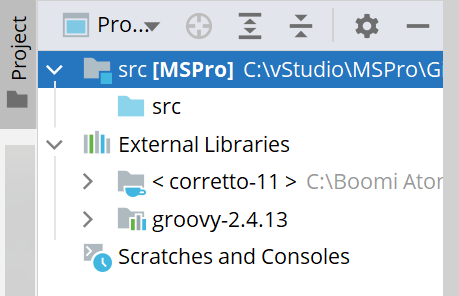 Project
Pro...
src [MSPro] C:\vStudio\MSPro\G
src
External Libraries
< corretto-11 > C:\Boomi Ator
groovy-2.4.13
Scratches and Consoles